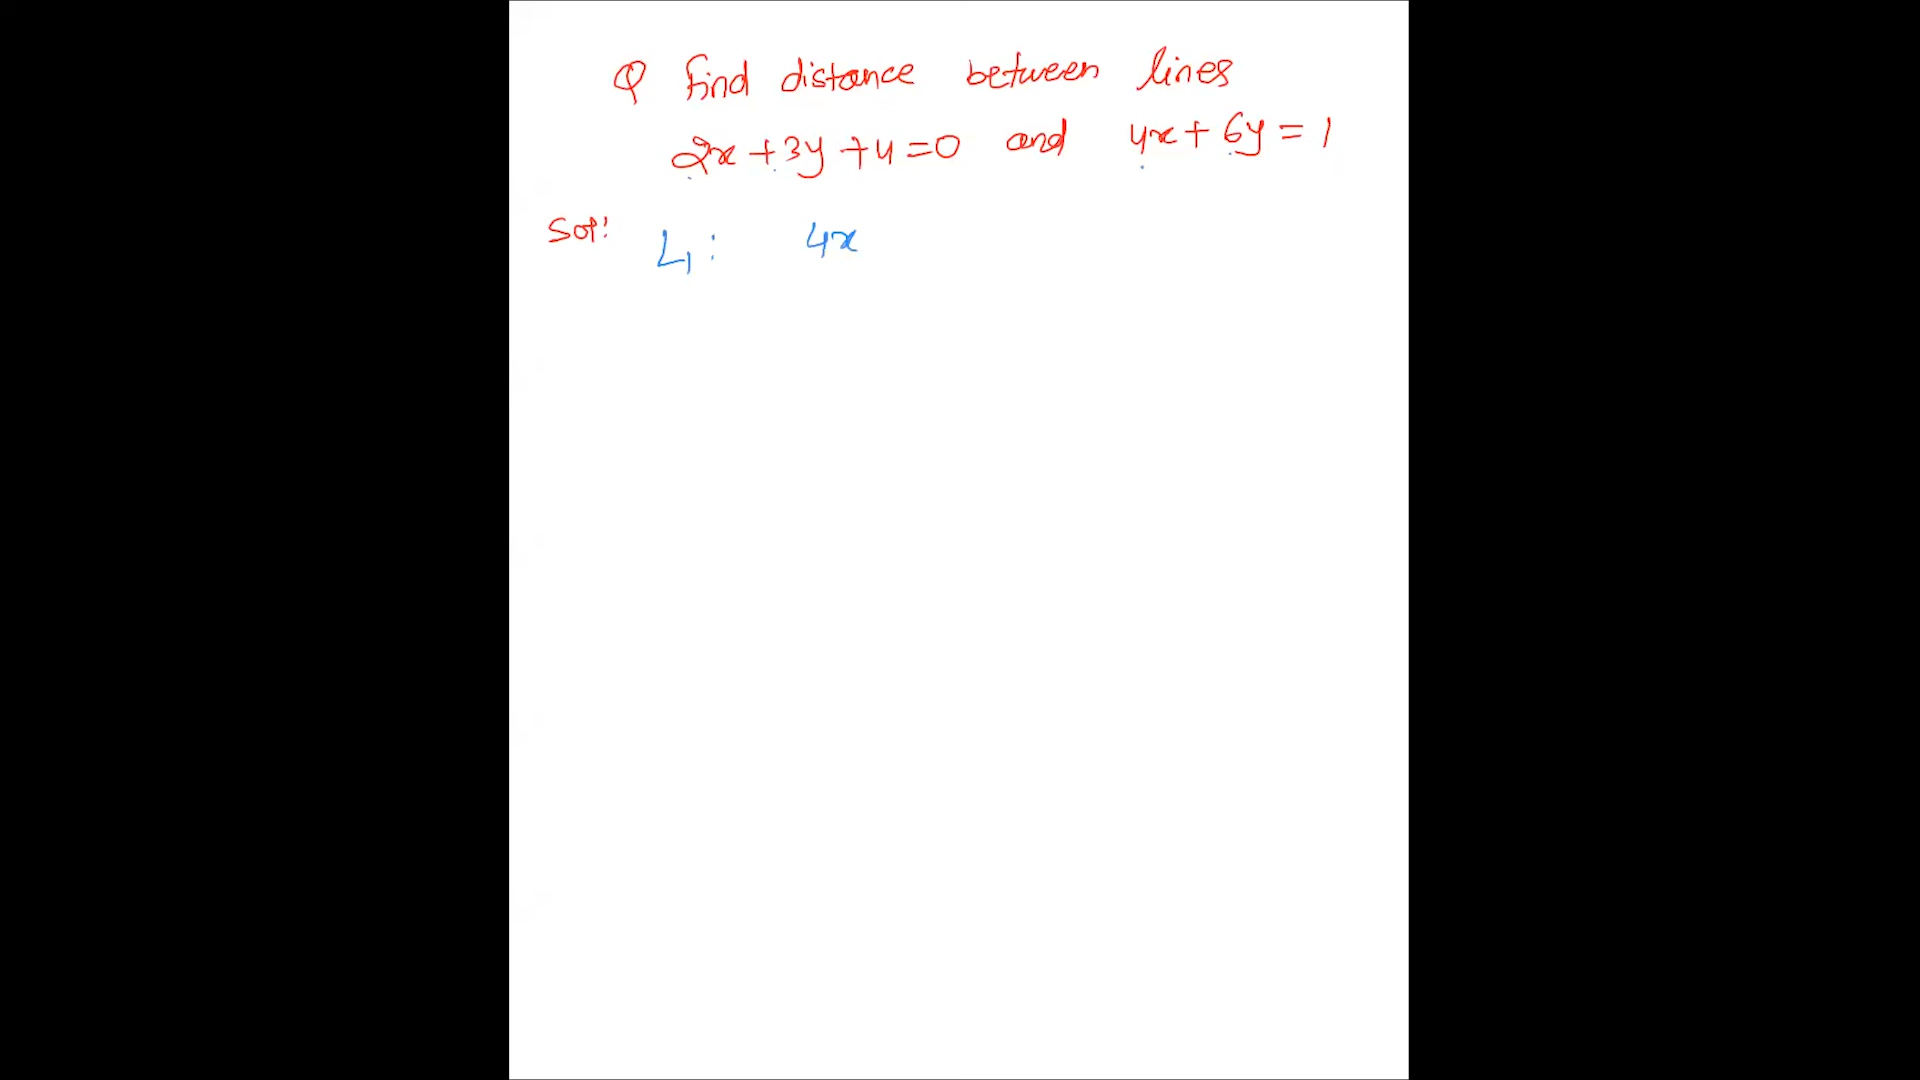 Q Find distance between lines
2x + 3y + 4 = 0 and 4x + 6y = 1
Sol:
L₁ : 4x